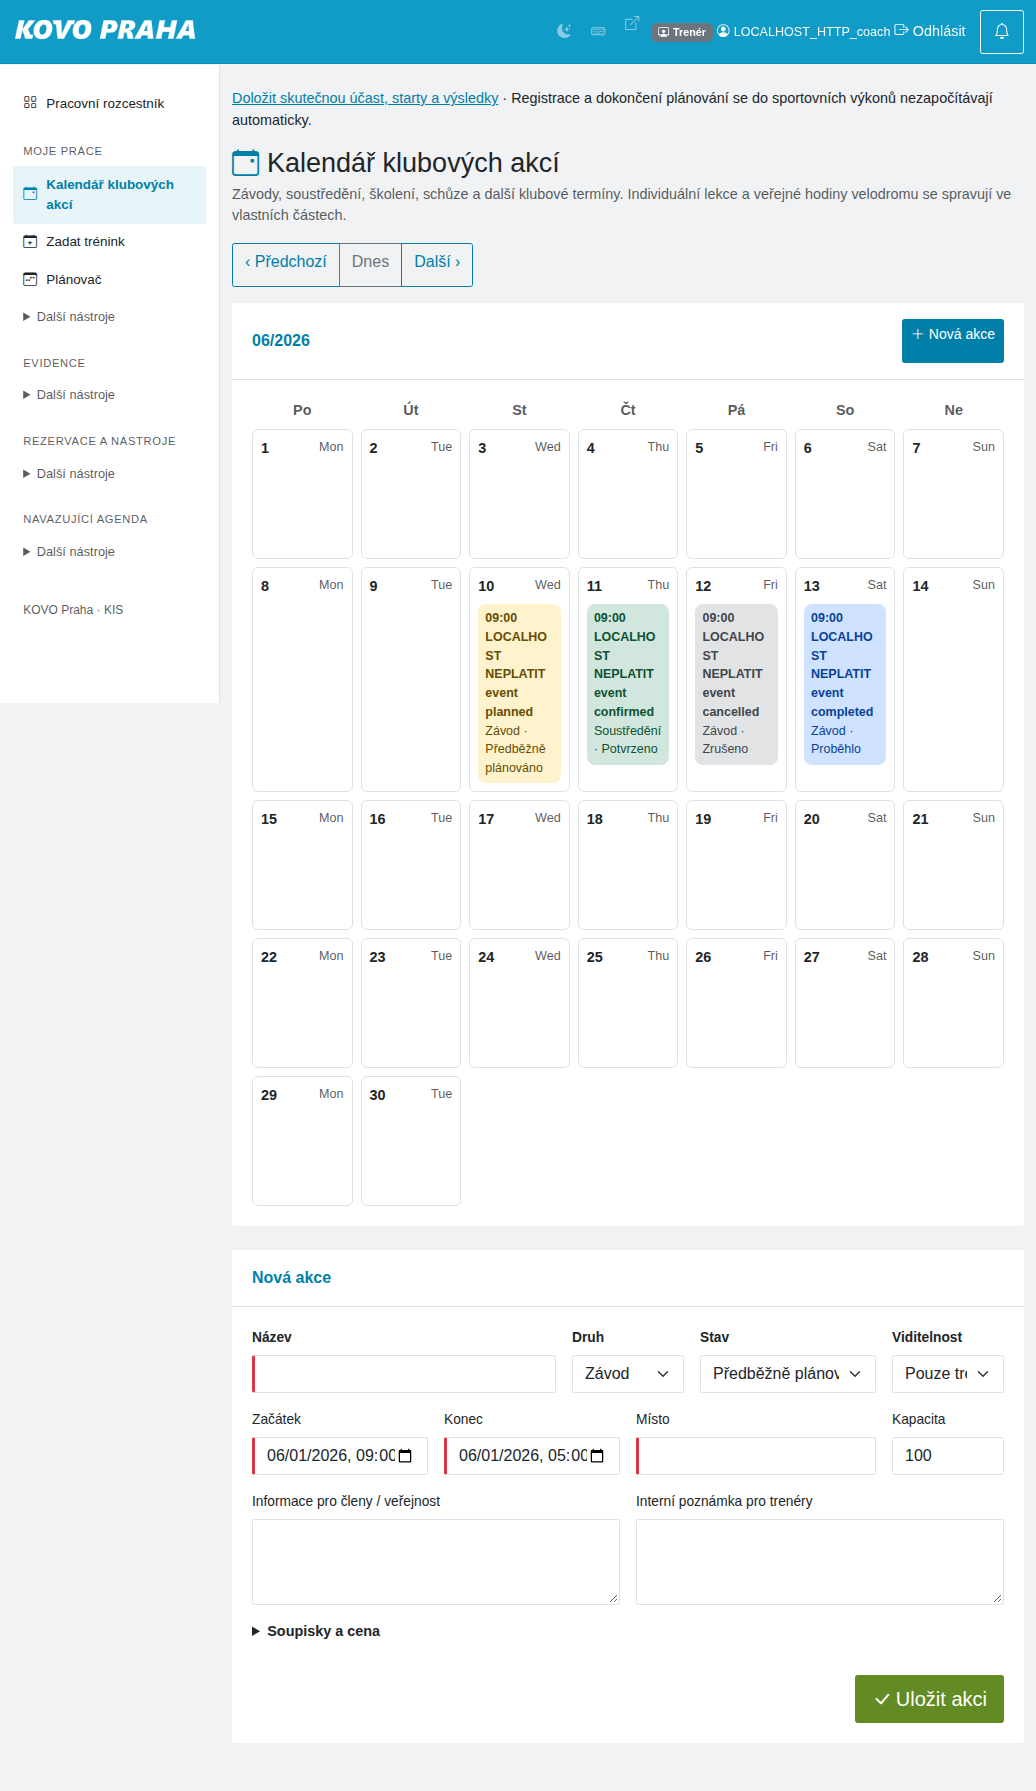 KOVO PRAHA
Trenér
LOCALHOST_HTTP_coach
Odhlásit
Pracovní rozcestník
MOJE PRÁCE
Kalendář klubových
akcí
Zadat trénink
Plánovač
Další nástroje
EVIDENCE
Další nástroje
REZERVACE A NÁSTROJE
Další nástroje
NAVAZUJÍCÍ AGENDA
Další nástroje
KOVO Praha · KIS
Doložit skutečnou účast, starty a výsledky · Registrace a dokončení plánování se do sportovních výkonů nezapočítávají
automaticky.
Kalendář klubových akcí
Závody, soustředění, školení, schůze a další klubové termíny. Individuální lekce a veřejné hodiny velodromu se spravují ve
vlastních částech.
‹ Předchozí Dnes Další ›
06/2026
+ Nová akce
Po Út St Čt Pá So Ne
1 Mon 2 Tue 3 Wed 4 Thu 5 Fri 6 Sat 7 Sun
8 Mon 9 Tue 10 Wed 11 Thu 12 Fri 13 Sat 14 Sun
09:00
LOCALHO
ST
NEPLATIT
event
planned
Závod ·
Předběžně
plánováno
09:00
LOCALHO
ST
NEPLATIT
event
confirmed
Soustředění
· Potvrzeno
09:00
LOCALHO
ST
NEPLATIT
event
cancelled
Závod ·
Zrušeno
09:00
LOCALHO
ST
NEPLATIT
event
completed
Závod ·
Proběhlo
15 Mon 16 Tue 17 Wed 18 Thu 19 Fri 20 Sat 21 Sun
22 Mon 23 Tue 24 Wed 25 Thu 26 Fri 27 Sat 28 Sun
29 Mon 30 Tue
Nová akce
Název Druh Stav Viditelnost
Závod Předběžně plánov Pouze tre
Začátek Konec Místo Kapacita
06/01/2026, 09:00 06/01/2026, 05:00 100
Informace pro členy / veřejnost Interní poznámka pro trenéry
Soupisky a cena
Uložit akci